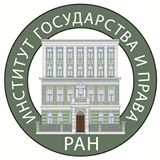 ИНСТИТУТ ГОСУДАРСТВА И ПРАВА
РАН